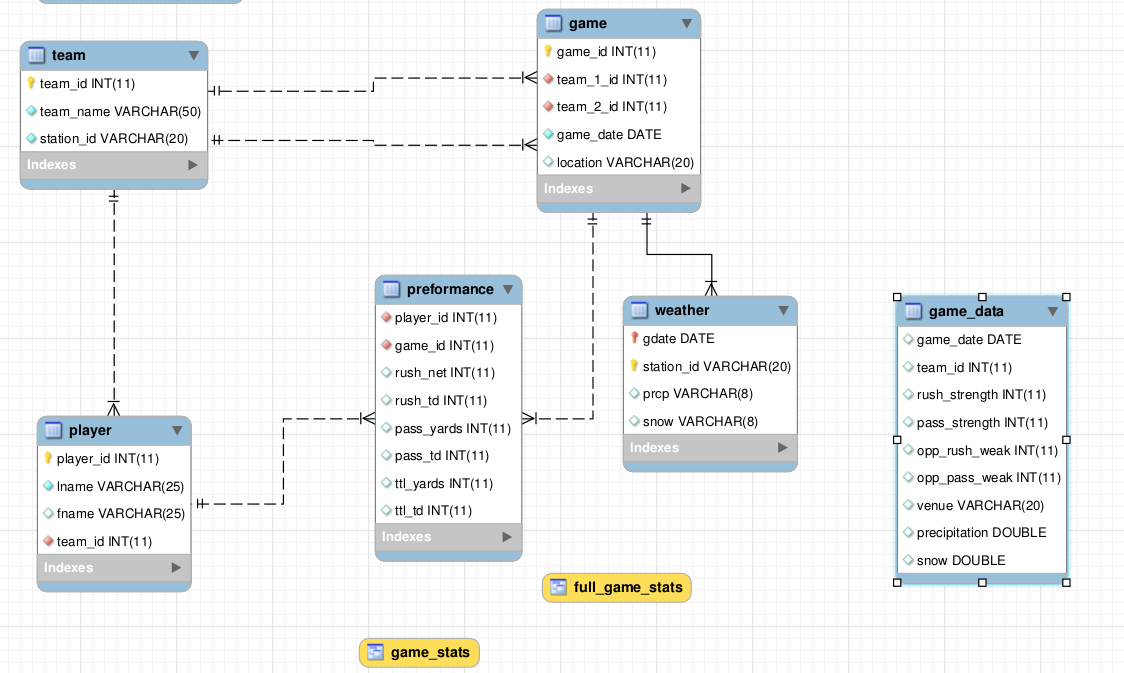 team
team_id INT(11)
team_name VARCHAR(50)
station_id VARCHAR(20)
Indexes
game
game_id INT(11)
team_1_id INT(11)
team_2_id INT(11)
game_date DATE
location VARCHAR(20)
Indexes
preformance
player_id INT(11)
game_id INT(11)
rush_net INT(11)
rush_td INT(11)
pass_yards INT(11)
pass_td INT(11)
ttl_yards INT(11)
ttl_td INT(11)
Indexes
weather
gdate DATE
station_id VARCHAR(20)
prcp VARCHAR(8)
snow VARCHAR(8)
Indexes
game_data
game_date DATE
team_id INT(11)
rush_strength INT(11)
pass_strength INT(11)
opp_rush_weak INT(11)
opp_pass_weak INT(11)
venue VARCHAR(20)
precipitation DOUBLE
snow DOUBLE
player
player_id INT(11)
lname VARCHAR(25)
fname VARCHAR(25)
team_id INT(11)
Indexes
full_game_stats
game_stats